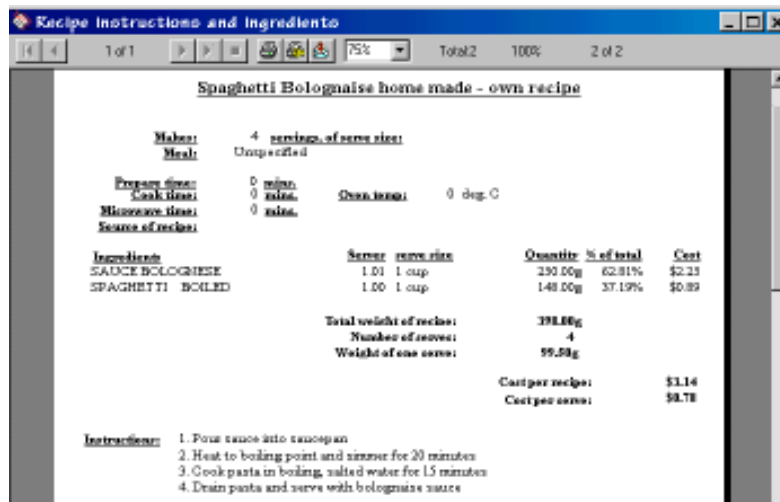 Recipe instructions and ingredients
1 of 1 75% Total:2 100% 2 of 2
Spaghetti Bolognaise home made - own recipe
Makes: 4 servings, of serve size:
Meal: Unspecified
Prepare time: 0 mins.
Cook time: 0 mins. Oven temp: 0 deg. C
Microwave time: 0 mins.
Source of recipe:
Ingredients Serves serve size Quantity % of total Cost
SAUCE BOLOGNESE 1.01 1 cup 250.00g 62.81% $2.25
SPAGHETTI BOILED 1.00 1 cup 148.00g 37.19% $0.89
Total weight of recipe: 398.00g
Number of serves: 4
Weight of one serve: 99.50g
Cost per recipe: $3.14
Cost per serve: $0.78
Instructions: 1. Pour sauce into saucepan
2. Heat to boiling point and simmer for 20 minutes
3. Cook pasta in boiling, salted water for 15 minutes
4. Drain pasta and serve with bolognaise sauce